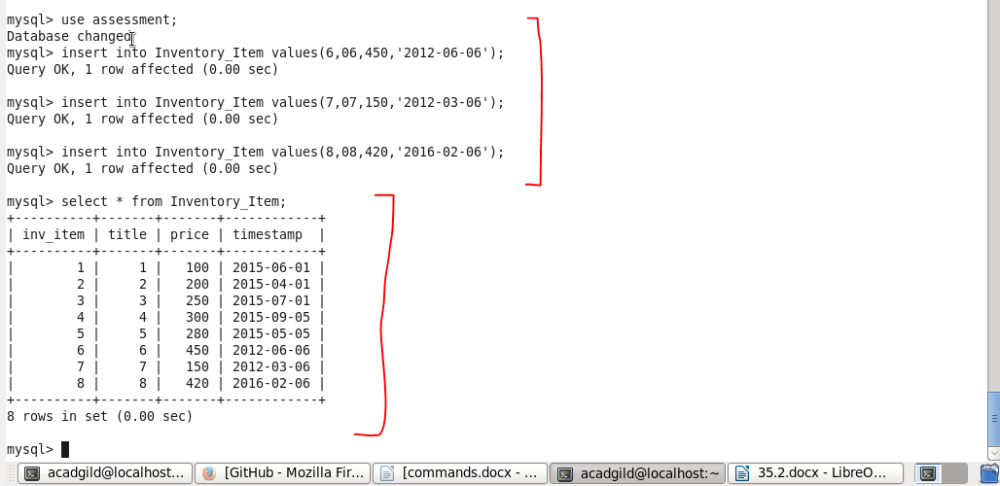 mysql> use assessment;
Database changed
mysql> insert into Inventory_Item values(6,06,450,'2012-06-06');
Query OK, 1 row affected (0.00 sec)
mysql> insert into Inventory_Item values(7,07,150,'2012-03-06');
Query OK, 1 row affected (0.00 sec)
mysql> insert into Inventory_Item values(8,08,420,'2016-02-06');
Query OK, 1 row affected (0.00 sec)
mysql> select * from Inventory_Item;
+----------+-------+-------+------------+
| inv_item | title | price | timestamp  |
+----------+-------+-------+------------+
|        1 |     1 |   100 | 2015-06-01 |
|        2 |     2 |   200 | 2015-04-01 |
|        3 |     3 |   250 | 2015-07-01 |
|        4 |     4 |   300 | 2015-09-05 |
|        5 |     5 |   280 | 2015-05-05 |
|        6 |     6 |   450 | 2012-06-06 |
|        7 |     7 |   150 | 2012-03-06 |
|        8 |     8 |   420 | 2016-02-06 |
+----------+-------+-------+------------+
8 rows in set (0.00 sec)
mysql>
acadgild@localhost... [GitHub - Mozilla Fir... [commands.docx - ... acadgild@localhost:~ 35.2.docx - LibreO...